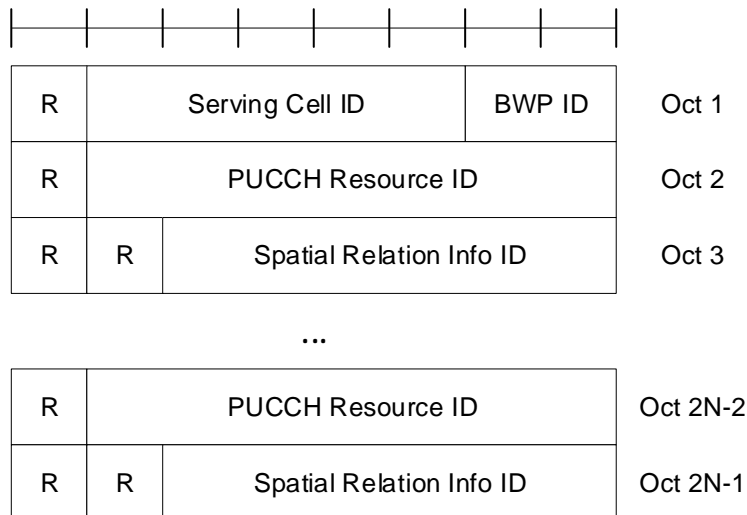 R Serving Cell ID BWP ID Oct 1
R PUCCH Resource ID Oct 2
R R Spatial Relation Info ID Oct 3
...
R PUCCH Resource ID Oct 2N-2
R R Spatial Relation Info ID Oct 2N-1